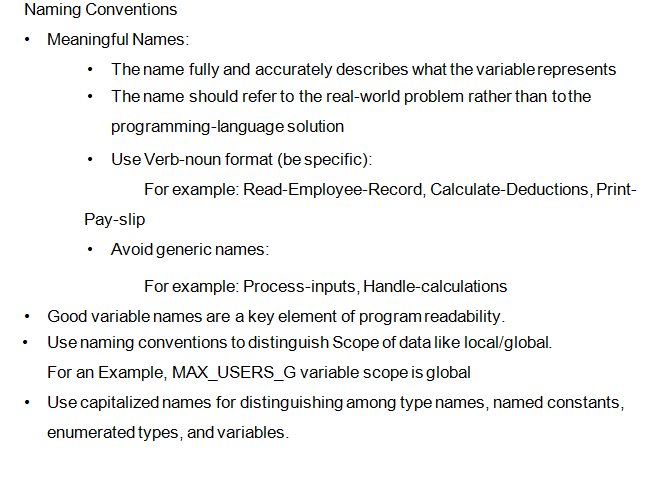 Naming Conventions
• Meaningful Names:
• The name fully and accurately describes what the variable represents
• The name should refer to the real-world problem rather than to the
programming-language solution
• Use Verb-noun format (be specific):
For example: Read-Employee-Record, Calculate-Deductions, Print-
Pay-slip
• Avoid generic names:
For example: Process-inputs, Handle-calculations
• Good variable names are a key element of program readability.
• Use naming conventions to distinguish Scope of data like local/global.
For an Example, MAX_USERS_G variable scope is global
• Use capitalized names for distinguishing among type names, named constants,
enumerated types, and variables.